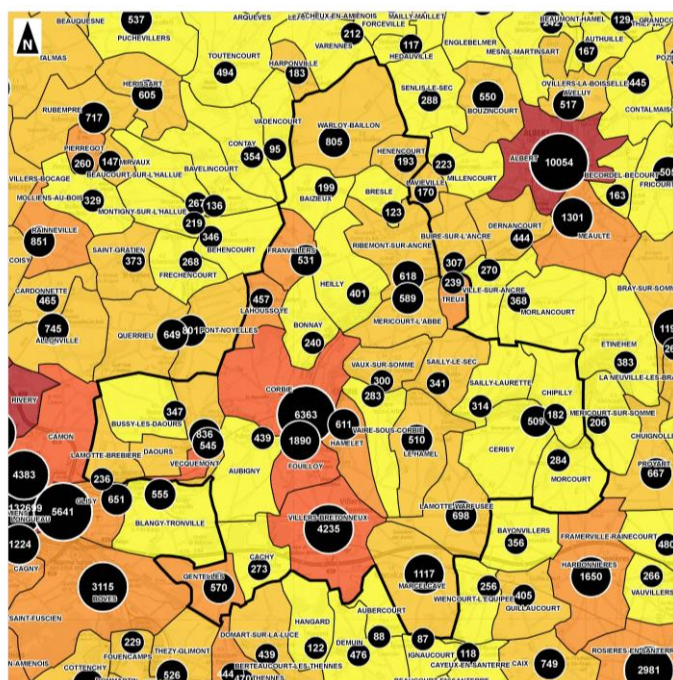 N
BEAUQUESNE
537
PUCHEVILLERS
ARQUÈVES
VARENNES
212
FORCEVILLE
MAILLY-MAILLET
117
HEDAUVILLE
ENGLEBELMER
BEAUMONT-HAMEL
129
AUTHUILLE
167
MESNIL-MARTINSART
TALMAS
TOUTENCOURT
494
HARPONVILLE
183
HERISSART
605
SENLIS-LE-SEC
288
550
BOUZINCOURT
OVILLERS-LA-BOISSELLE
AVELUY
517
445
CONTALMAISON
RUBEMPRE
717
VADENCOURT
95
WARLOY-BAILLON
805
PIERREGOT
260
147
MIRVAUX
CONTAY
354
HENENCOURT
193
223
MILLENCOURT
ALBERT
10054
BECORDEL-BECOURT
163
FRICOURT
BEAUCOURT-SUR-L'HALLUE
BAVELINCOURT
VILLERS-BOCAGE
MOLLIENS-AU-BOIS
329
267
136
MONTIGNY-SUR-L'HALLUE
219
346
BEHENCOURT
199
BAIZIEUX
BRESLE
123
LAVIEVILLE
170
1301
MEAULTE
RAINNEVILLE
851
COISY
SAINT-GRATIEN
373
268
FRECHENCOURT
FRANVILLERS
531
RIBEMONT-SUR-ANCRE
618
589
MERICOURT-L'ABBE
BUIRE-SUR-L'ANCRE
307
239
TREUX
DERNANCOURT
444
270
VILLE-SUR-ANCRE
368
MORLANCOURT
CARDONNETTE
465
745
ALLONVILLE
QUERRIEU
649
801
PONT-NOYELLES
457
LAHOUSSOYE
HEILLY
401
BONNAY
240
ETINEHEM
383
RIVERY
CAMON
347
BUSSY-LES-DAOURS
CORBIE
6363
1890
FOUILLOY
611
HAMELET
VAUX-SUR-SOMME
300
283
VAIRE-SOUS-CORBIE
SAILLY-LE-SEC
341
SAILLY-LAURETTE
314
CHIPILLY
182
509
CERISY
MERICOURT-SUR-SOMME
206
CHUIGNOLLES
LAMOTTE-BREBIERE
236
DAOURS
836
545
VECQUEMONT
439
AUBIGNY
510
LE-HAMEL
284
MORCOURT
PROYART
667
4383
5641
1224
CAGNY
GLISY
651
555
BLANGY-TRONVILLE
VILLERS-BRETONNEUX
4235
LAMOTTE-WARFUSEE
698
BAYONVILLERS
356
FRAMERVILLE-RAINECOURT
480
3115
BOVES
GENTELLES
570
CACHY
273
1117
MARCELCAVE
256
WIENCOURT-L'EQUIPEE
405
GUILLAUCOURT
HARBONNIERES
1650
266
VAUVILLERS
SAINT-FUSCIEN
229
FOUENCAMPS
THEZY-GLIMONT
526
DOMART-SUR-LA-LUCE
439
BERTEAUCOURT-LES-THENNES
HANGARD
122
DEMUIN
476
AUBERCOURT
88
87
IGNAUCOURT
118
CAYEUX-EN-SANTERRE
CAIX
749
ROSIERES-EN-SANTERRE
2981
COTTENCHY